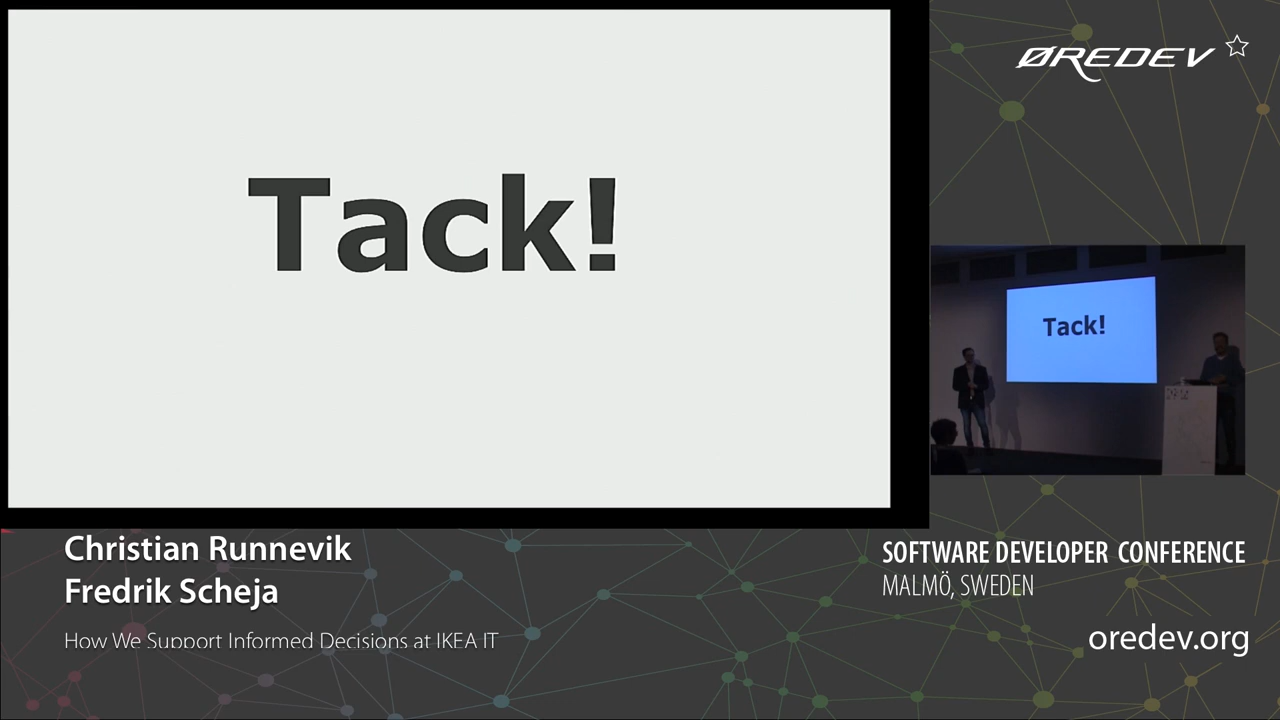 Tack!
ØREDEV
Tack!
Christian Runnevik
Fredrik Scheja
How We Support Informed Decisions at IKEA IT
SOFTWARE DEVELOPER CONFERENCE
MALMÖ, SWEDEN
oredev.org